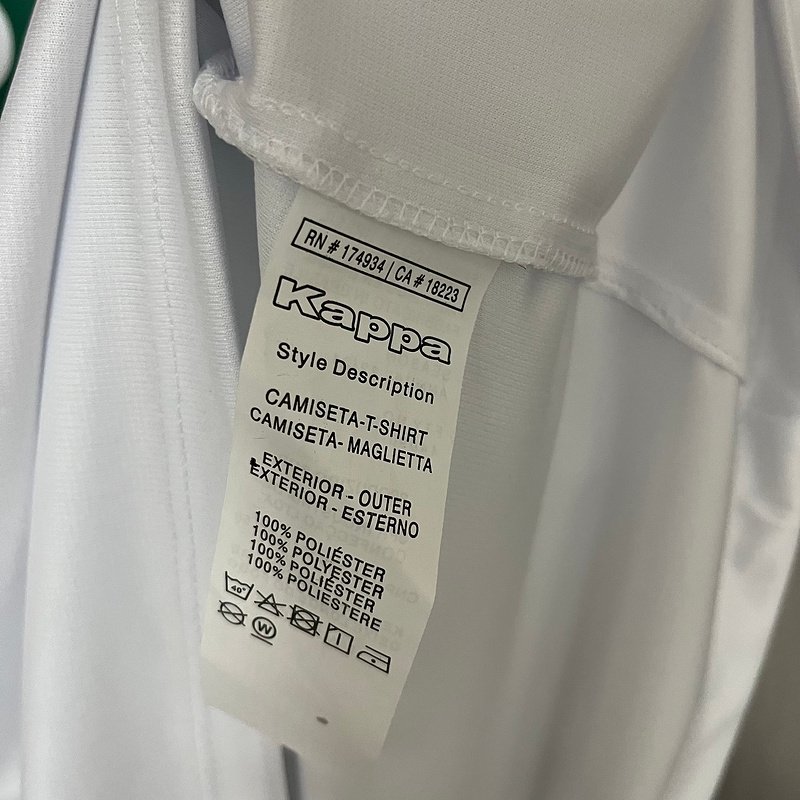 RN # 174934 | CA # 18223
Kappa
Style Description
CAMISETA-T-SHIRT
CAMISETA- MAGLIETTA
EXTERIOR - OUTER
EXTERIOR - ESTERNO
100% POLIÉSTER
100% POLYESTER
100% POLIÉSTER
100% POLIESTERE
40°
W